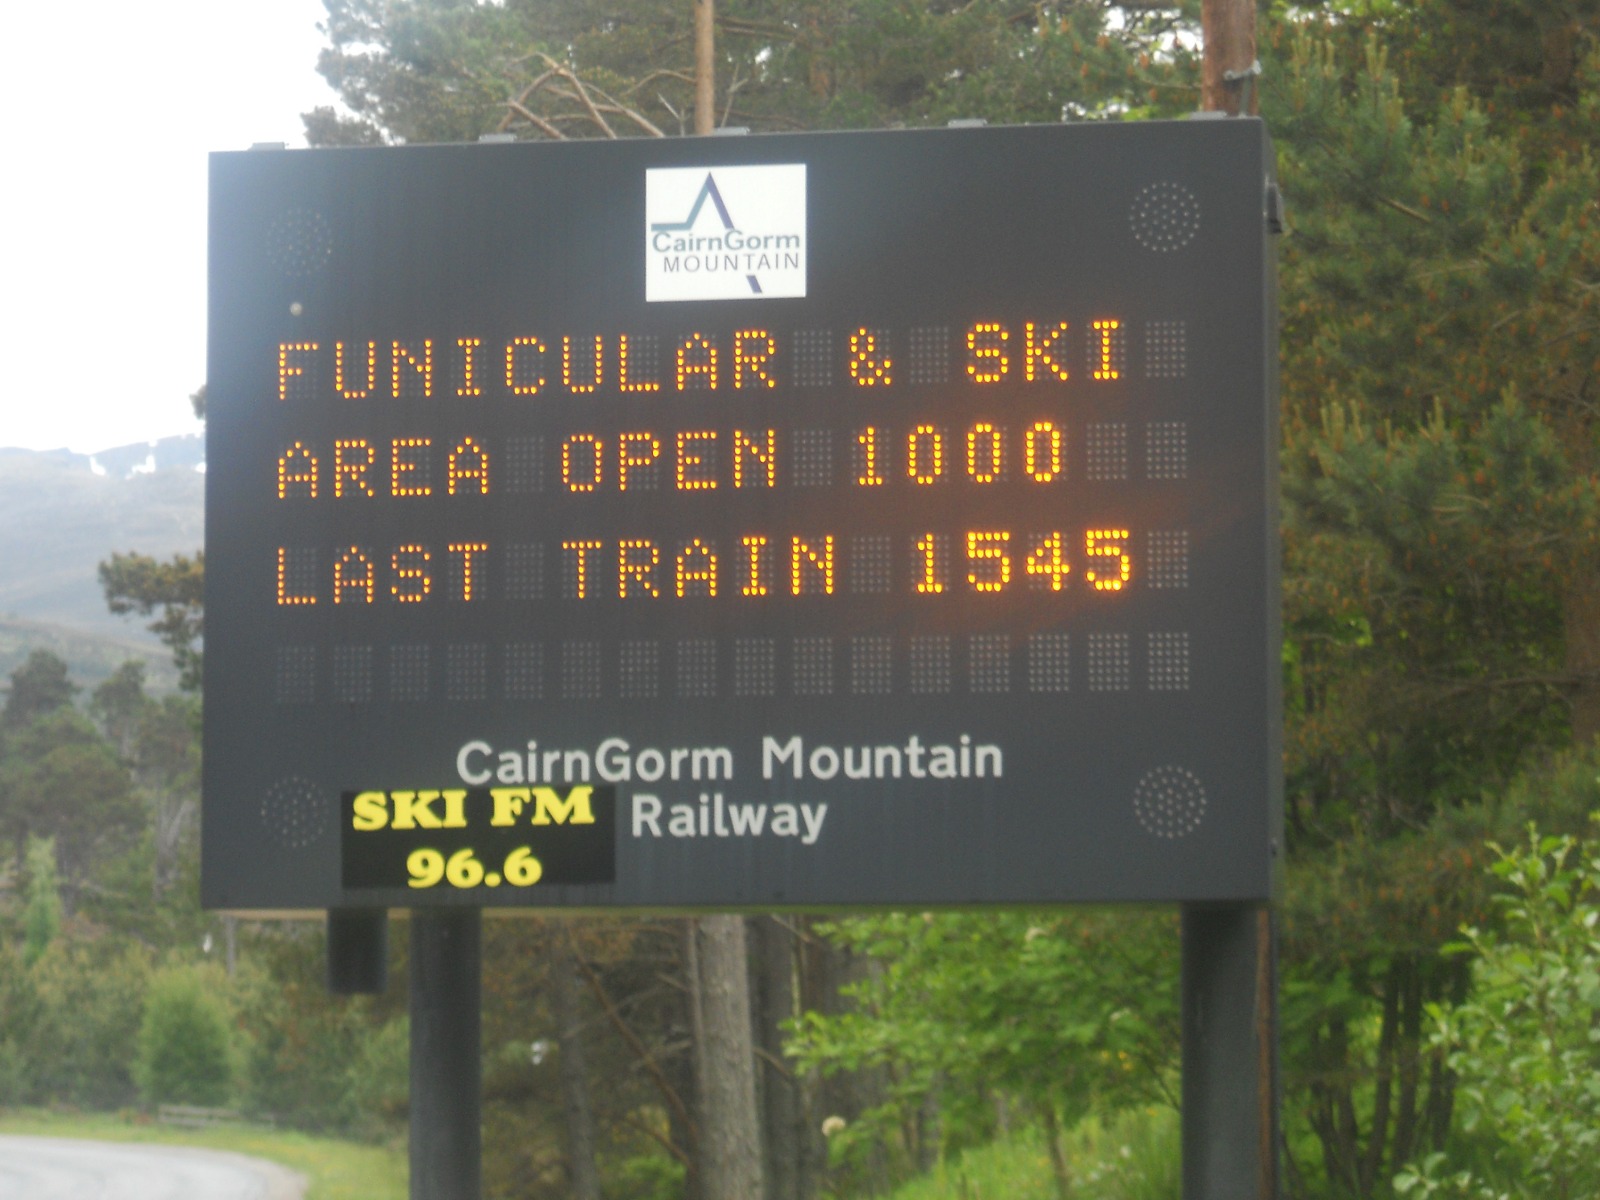 CairnGorm
MOUNTAIN
FUNICULAR & SKI
AREA OPEN 1000
LAST TRAIN 1545
CairnGorm Mountain
Railway
SKI FM
96.6